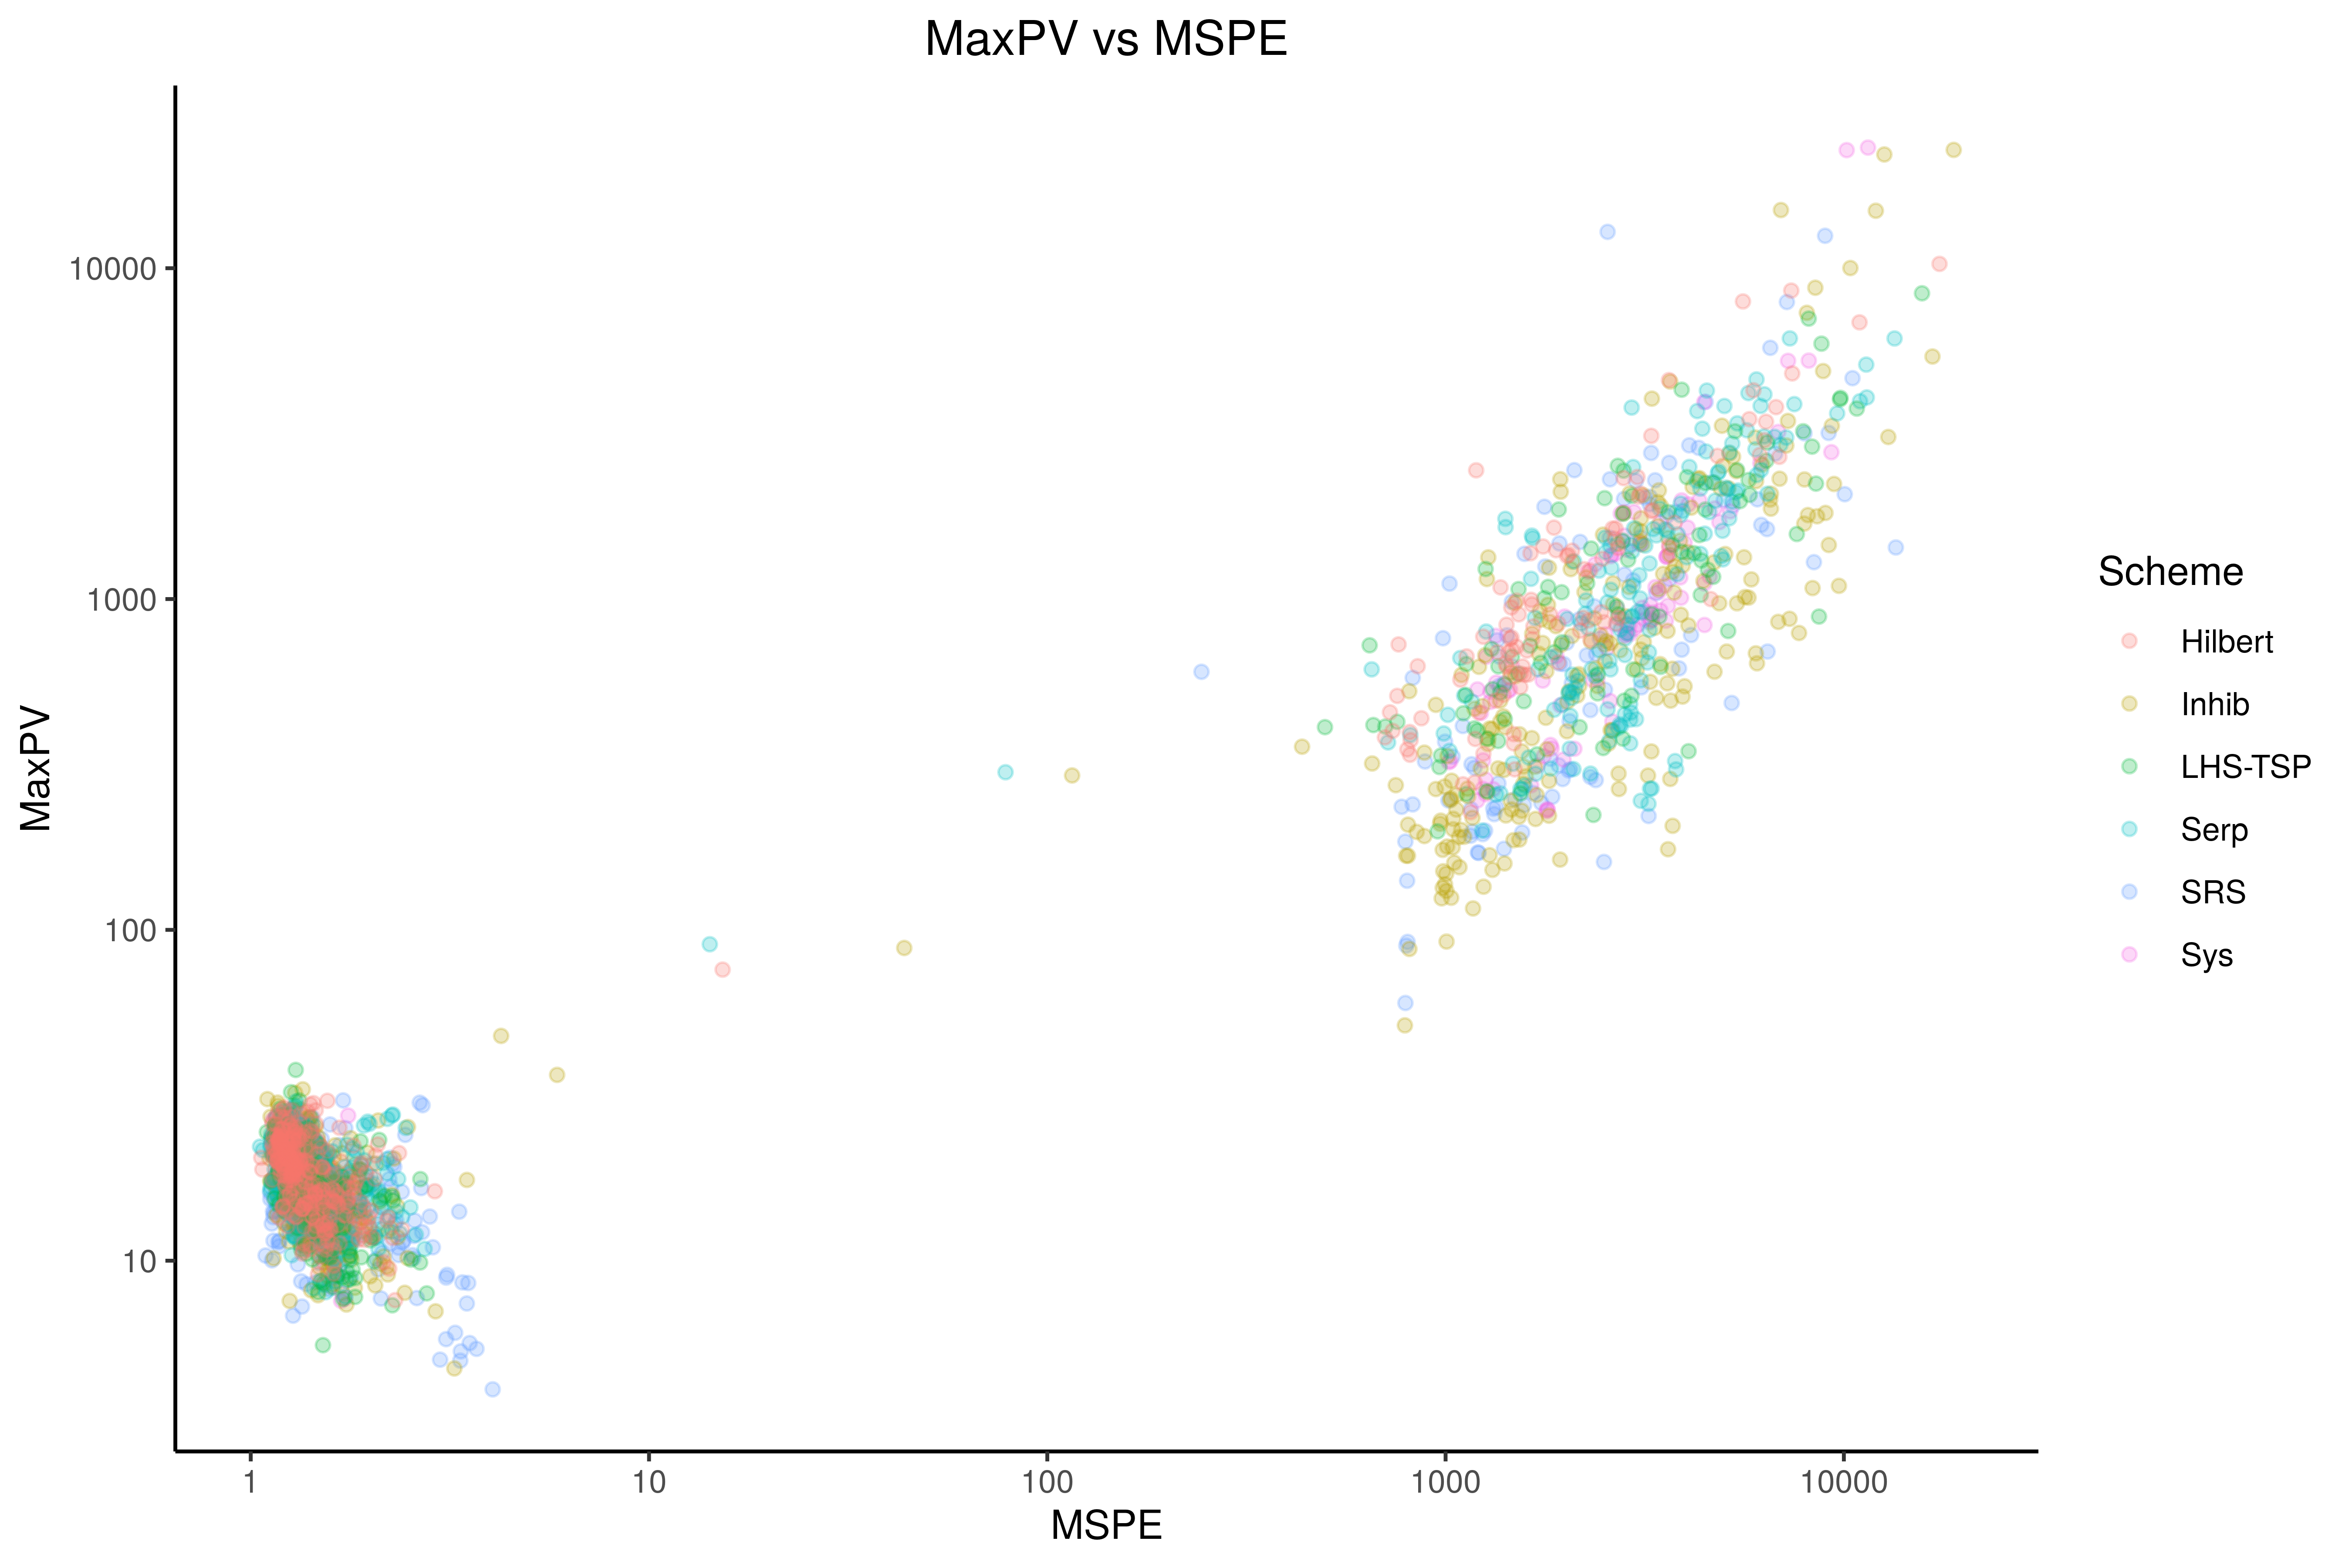 MaxPV vs MSPE
MaxPV
10000
1000
100
10
1
10
100
1000
10000
MSPE
Scheme
Hilbert
Inhib
LHS-TSP
Serp
SRS
Sys